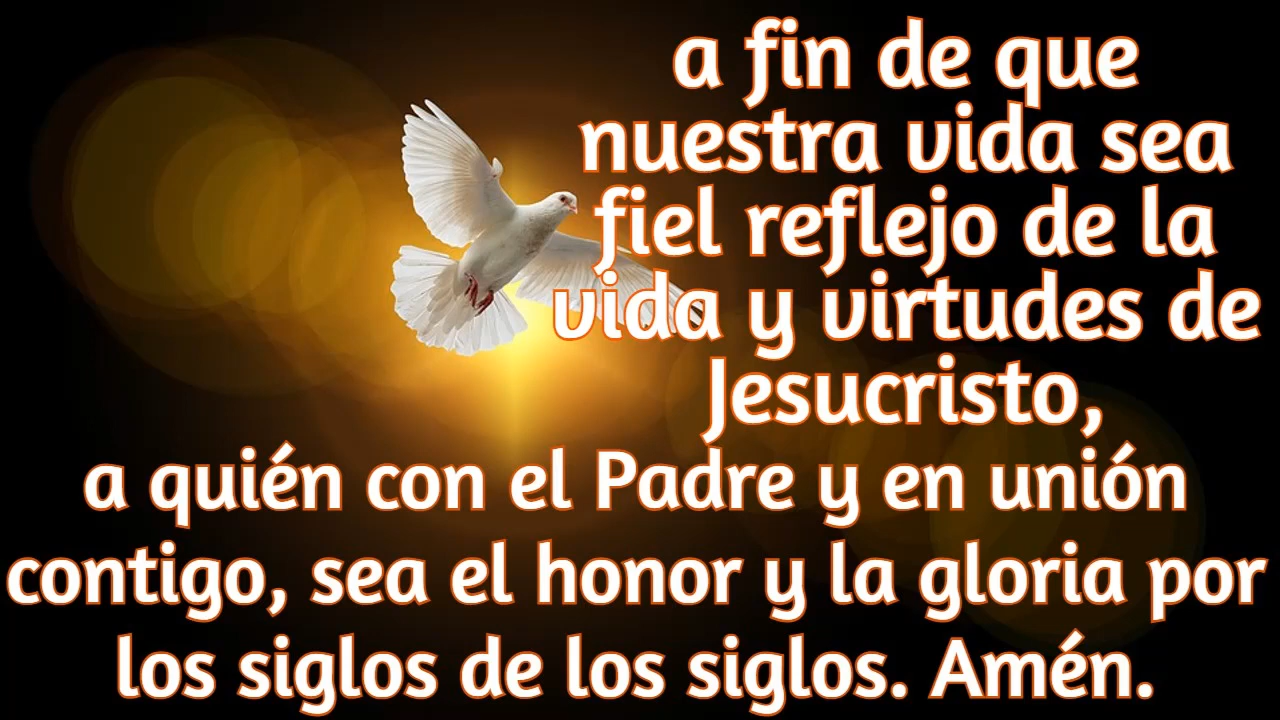 a fin de que
nuestra vida sea
fiel reflejo de la
vida y virtudes de
Jesucristo,
a quién con el Padre y en unión
contigo, sea el honor y la gloria por
los siglos de los siglos. Amén.